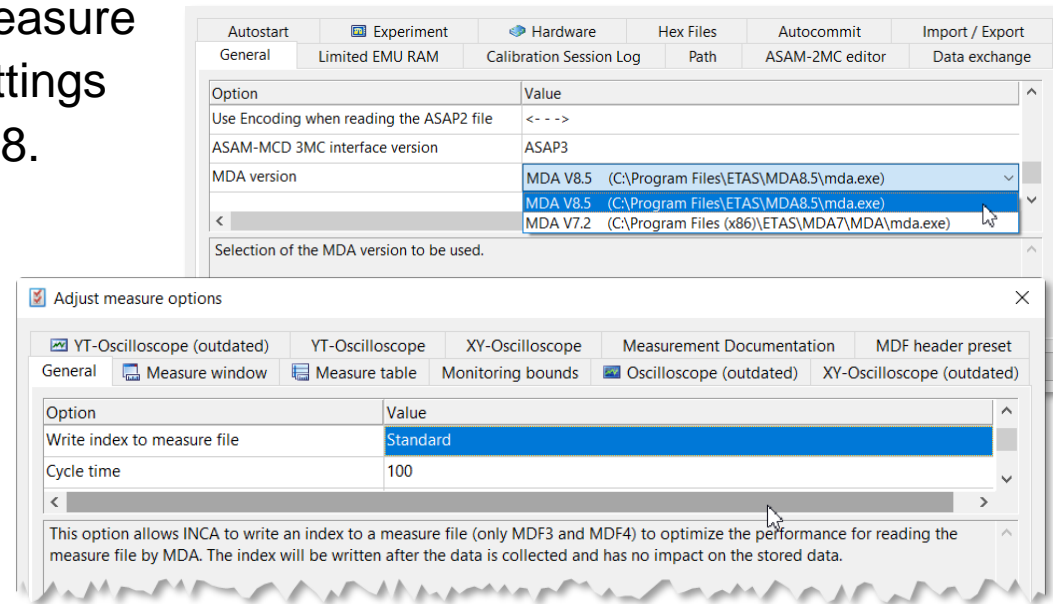 easure
ttings
8.
Autostart Experiment Hardware Hex Files Autocommit Import / Export
General Limited EMU RAM Calibration Session Log Path ASAM-2MC editor Data exchange
Option Value
Use Encoding when reading the ASAP2 file <- - ->
ASAM-MCD 3MC interface version ASAP3
MDA version MDA V8.5 (C:\Program Files\ETAS\MDA8.5\mda.exe)
MDA V8.5 (C:\Program Files\ETAS\MDA8.5\mda.exe)
MDA V7.2 (C:\Program Files (x86)\ETAS\MDA7\MDA\mda.exe)
Selection of the MDA version to be used.
Adjust measure options
YT-Oscilloscope (outdated) YT-Oscilloscope XY-Oscilloscope Measurement Documentation MDF header preset
General Measure window Measure table Monitoring bounds Oscilloscope (outdated) XY-Oscilloscope (outdated)
Option Value
Write index to measure file Standard
Cycle time 100
This option allows INCA to write an index to a measure file (only MDF3 and MDF4) to optimize the performance for reading the
measure file by MDA. The index will be written after the data is collected and has no impact on the stored data.